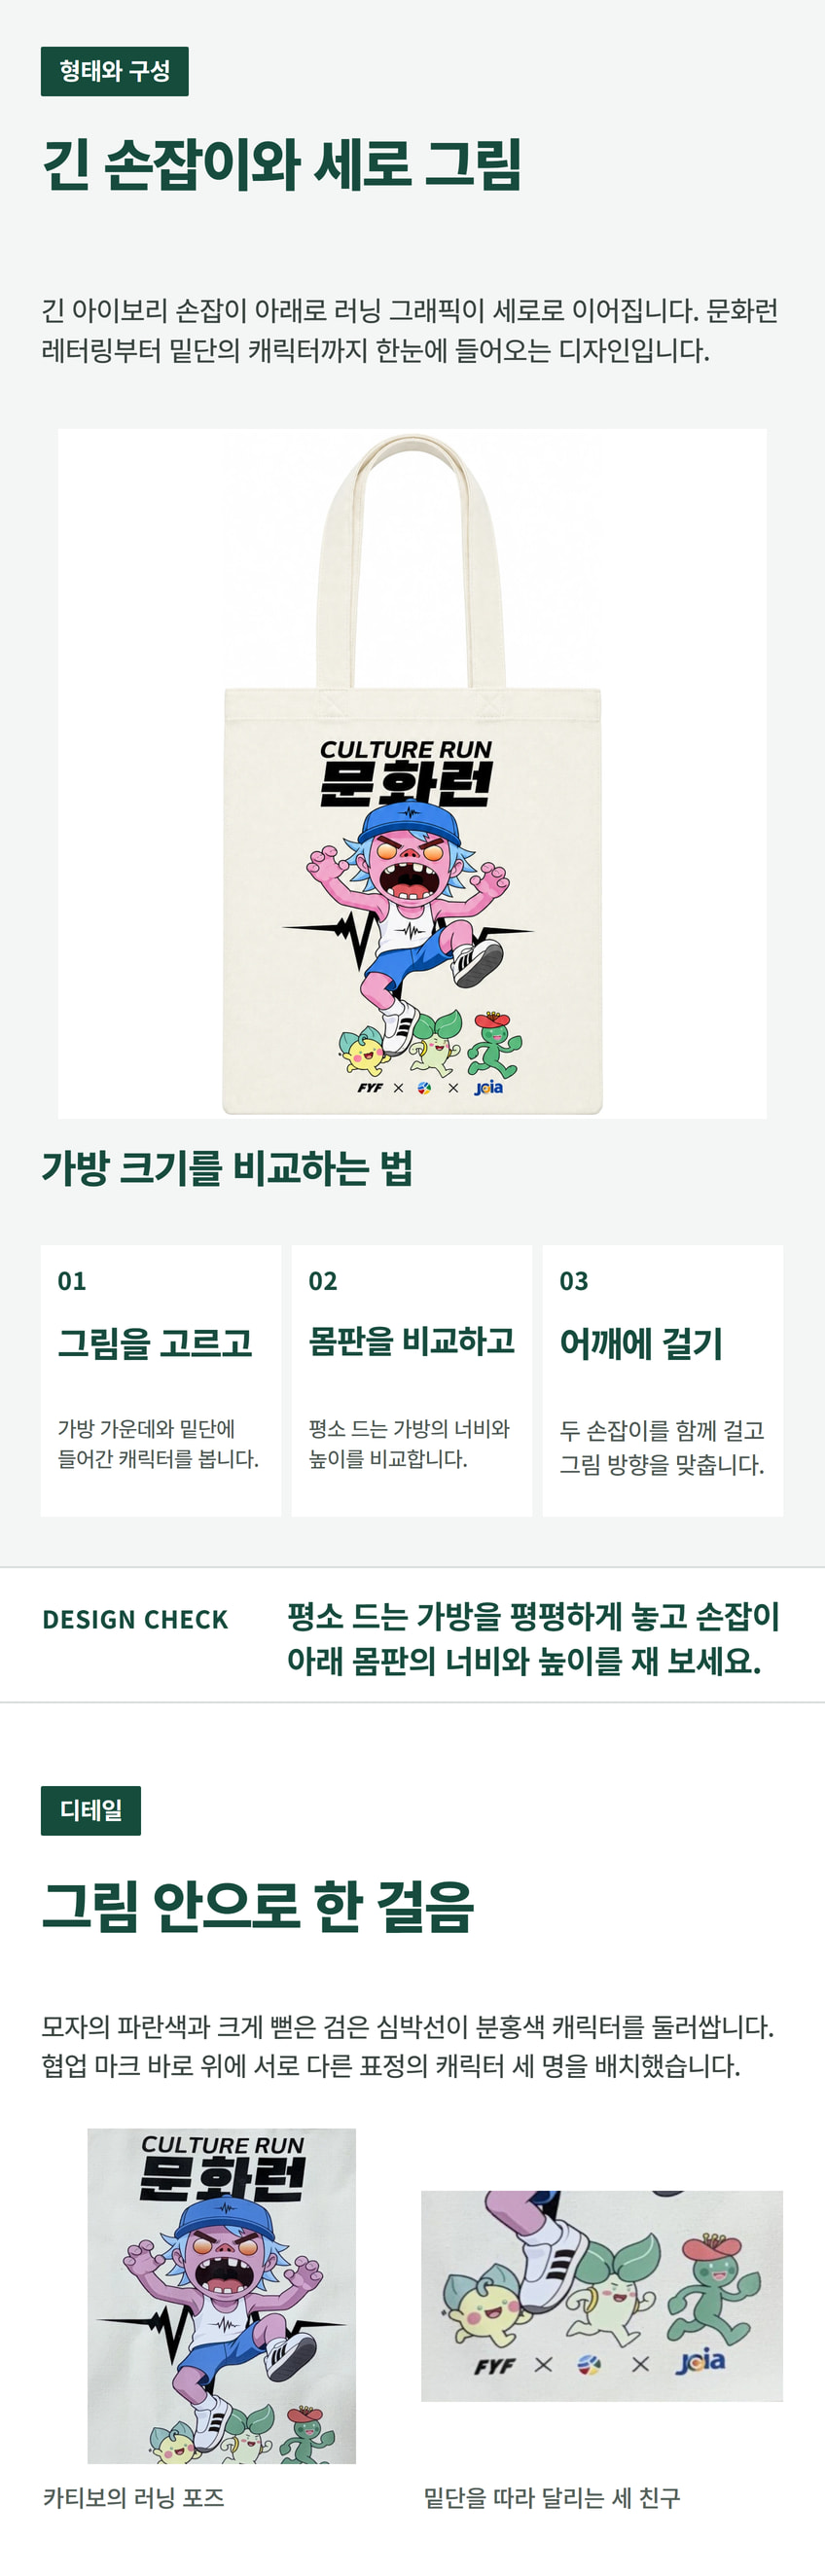 형태와 구성
긴 손잡이와 세로 그림
긴 아이보리 손잡이 아래로 러닝 그래픽이 세로로 이어집니다. 문화런
레터링부터 밑단의 캐릭터까지 한눈에 들어오는 디자인입니다.
CULTURE RUN
문화런
FYF × ×  Joia
가방 크기를 비교하는 법
01
그림을 고르고
가방 가운데와 밑단에
들어간 캐릭터를 봅니다.
02
몸판을 비교하고
평소 드는 가방의 너비와
높이를 비교합니다.
03
어깨에 걸기
두 손잡이를 함께 걸고
그림 방향을 맞춥니다.
DESIGN CHECK
평소 드는 가방을 평평하게 놓고 손잡이
아래 몸판의 너비와 높이를 재 보세요.
디테일
그림 안으로 한 걸음
모자의 파란색과 크게 뻗은 검은 심박선이 분홍색 캐릭터를 둘러쌉니다.
협업 마크 바로 위에 서로 다른 표정의 캐릭터 세 명을 배치했습니다.
CULTURE RUN
문화런
카티보의 러닝 포즈
FYF × × Joia
밑단을 따라 달리는 세 친구